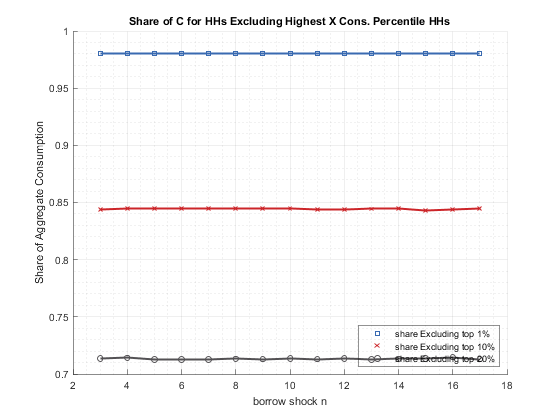 Share of C for HHs Excluding Highest X Cons. Percentile HHs
Share of Aggregate Consumption
1
0.95
0.9
0.85
0.8
0.75
0.7
share Excluding top 1%
share Excluding top 10%
share Excluding top 20%
2 4 6 8 10 12 14 16 18
borrow shock n